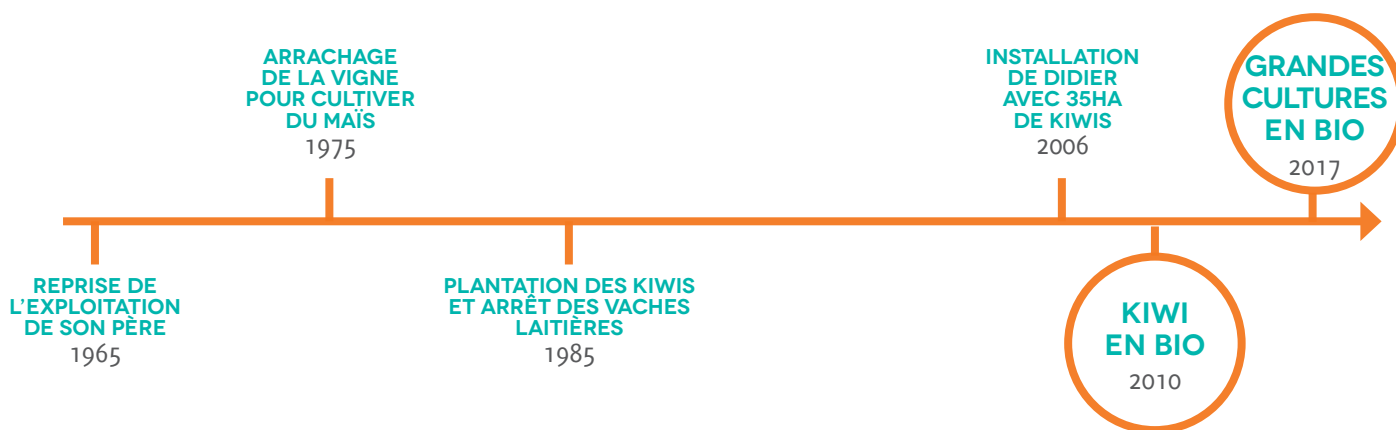 REPRISE DE
L'EXPLOITATION
DE SON PÈRE
1965
ARRACHAGE
DE LA VIGNE
POUR CULTIVER
DU MAÏS
1975
PLANTATION DES KIWIS
ET ARRÊT DES VACHES
LAITIÈRES
1985
INSTALLATION
DE DIDIER
AVEC 35HA
DE KIWIS
2006
KIWI
EN BIO
2010
GRANDES
CULTURES
EN BIO
2017